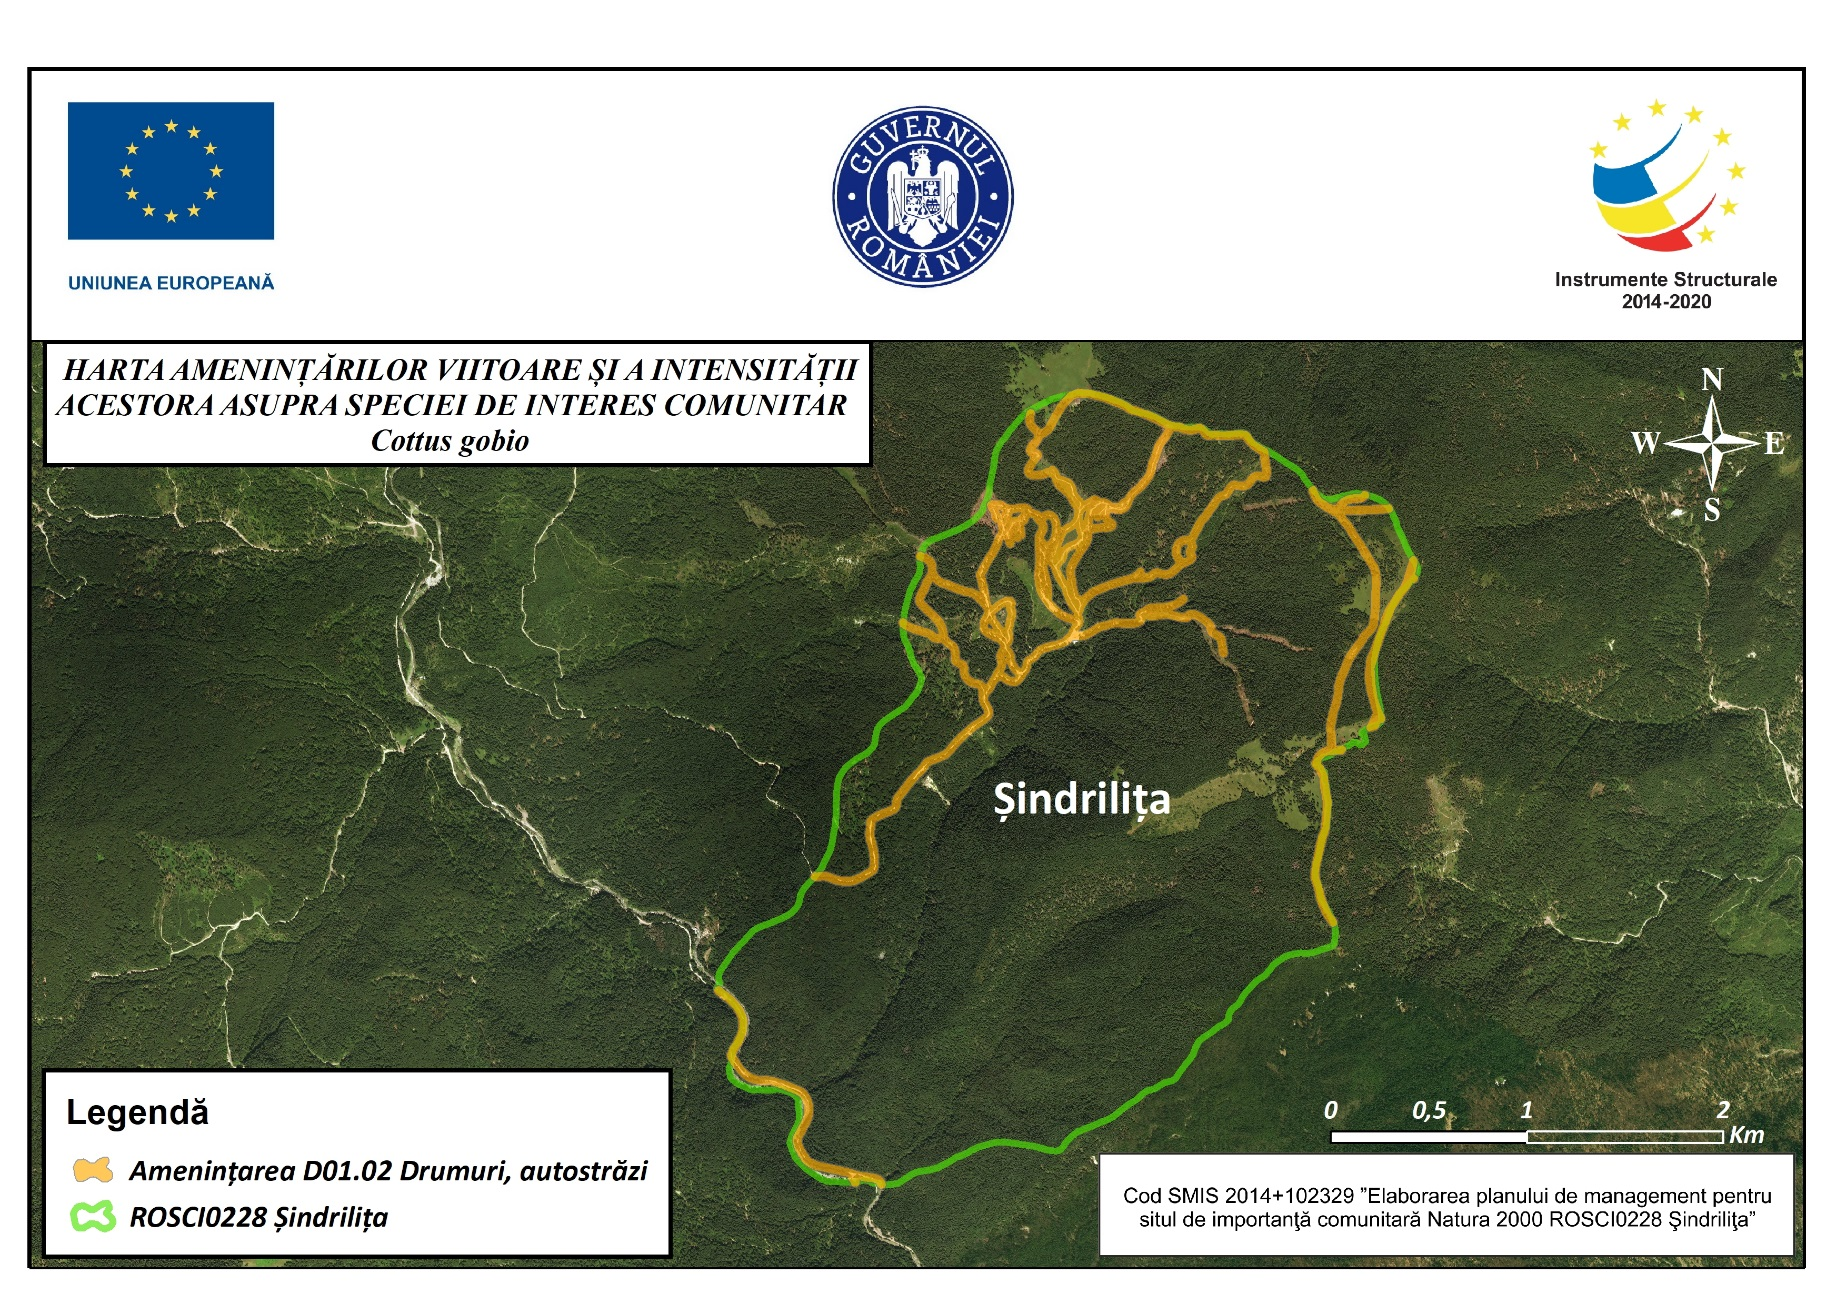 UNIUNEA EUROPEANĂ
GUVERNUL ROMÂNIEI
Instrumente Structurale
2014-2020
HARTA AMENINȚĂRILOR VIITOARE ȘI A INTENSITĂȚII
ACESTORA ASUPRA SPECIEI DE INTERES COMUNITAR
Cottus gobio
N
W E
S
Șindrilița
0 0,5 1 2
Km
Legendă
Amenințarea D01.02 Drumuri, autostrăzi
ROSCI0228 Șindrilița
Cod SMIS 2014+102329 ”Elaborarea planului de management pentru
situl de importanţă comunitară Natura 2000 ROSCI0228 Şindriliţa”